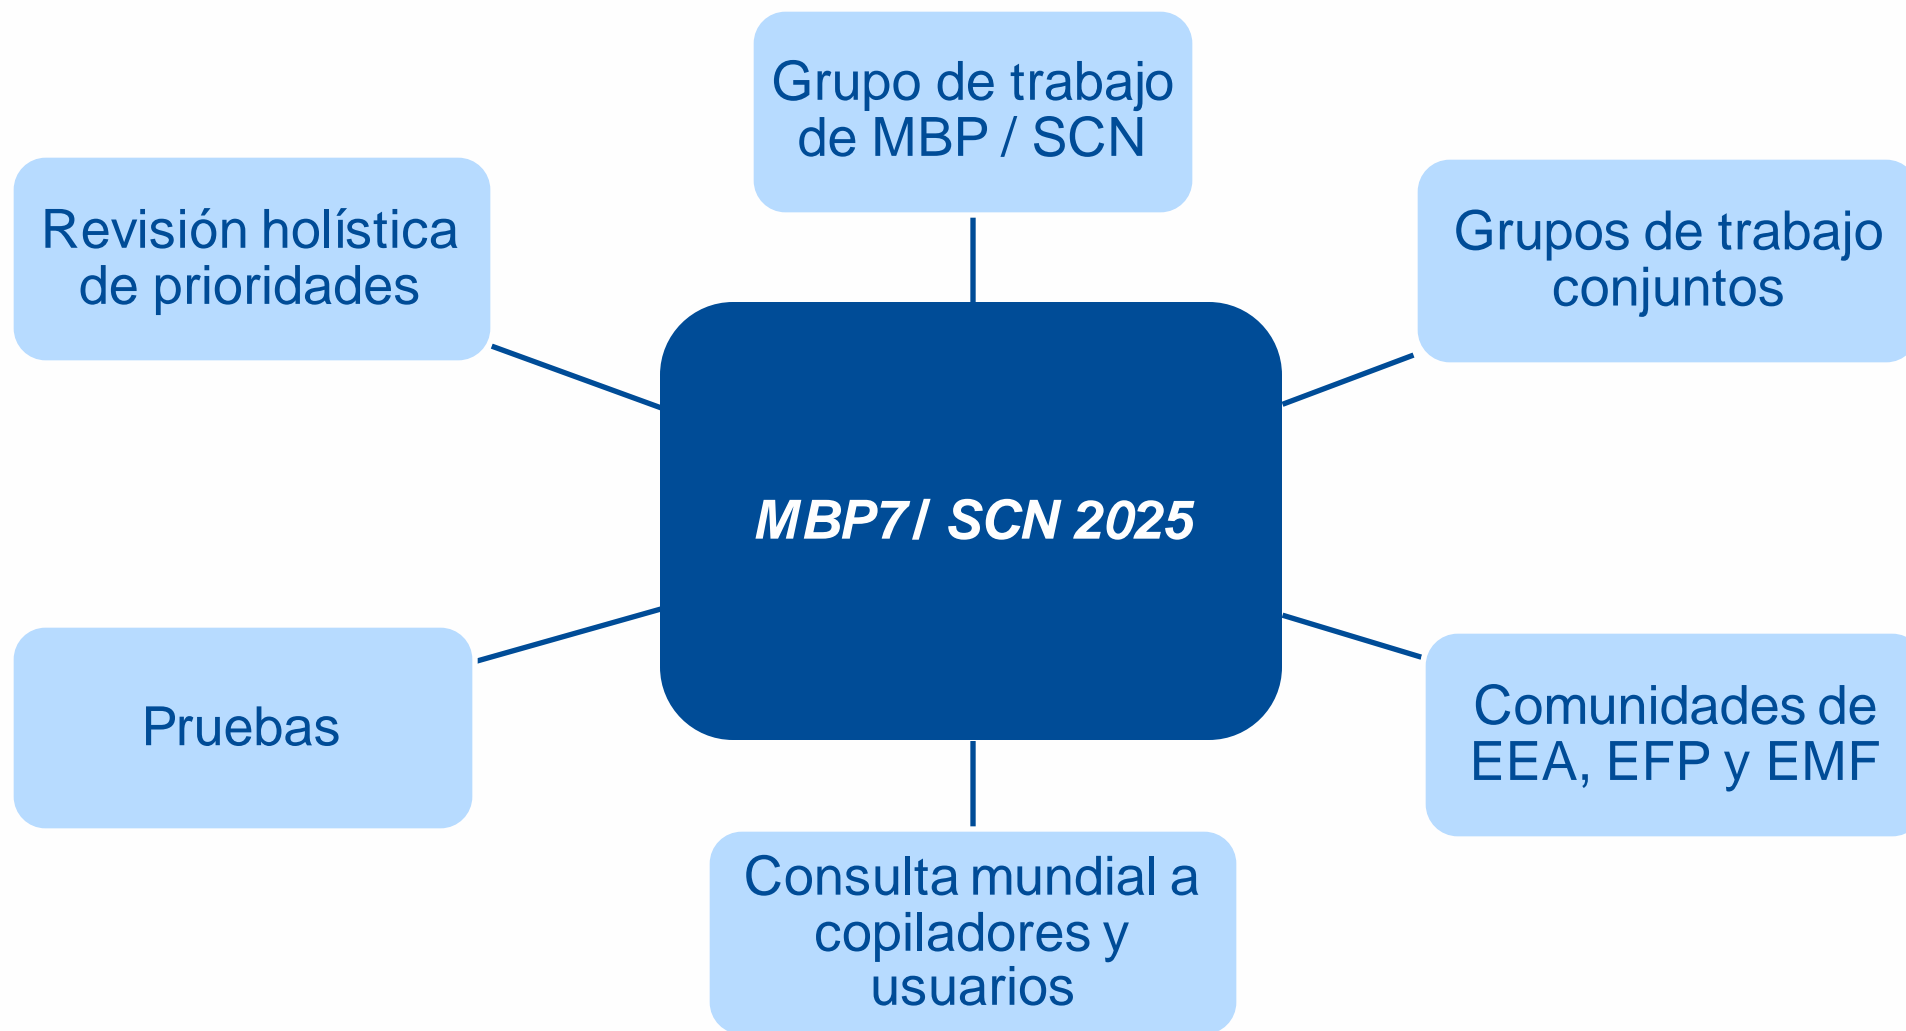 Grupo de trabajo
de MBP / SCN
Revisión holística
de prioridades
Grupos de trabajo
conjuntos
MBP7/ SCN 2025
Pruebas
Comunidades de
EEA, EFP y EMF
Consulta mundial a
copiladores y
usuarios